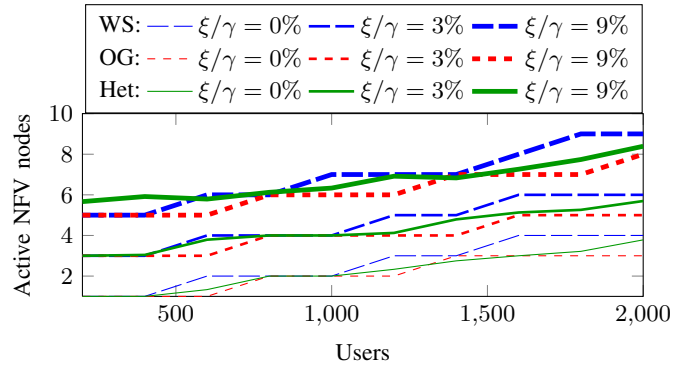 WS: ξ/γ = 0% ξ/γ = 3% ξ/γ = 9%
OG: ξ/γ = 0% ξ/γ = 3% ξ/γ = 9%
Het: ξ/γ = 0% ξ/γ = 3% ξ/γ = 9%
10
8
6
4
2
Active NFV nodes
500 1,000 1,500 2,000
Users